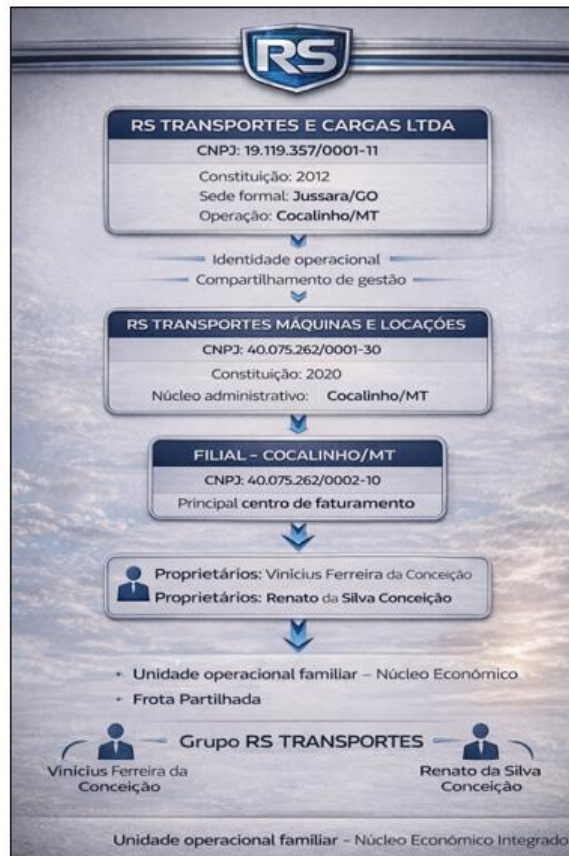 RS
RS TRANSPORTES E CARGAS LTDA
CNPJ: 19.119.357/0001-11
Constituição: 2012
Sede formal: Jussara/GO
Operação: Cocalinho/MT
Identidade operacional
Compartilhamento de gestão
RS TRANSPORTES MÁQUINAS E LOCAÇÓES
CNPJ: 40.075.262/0001-30
Constituição: 2020
Núcleo administrativo: Cocalinho/MT
FILIAL – COCALINHO/MT
CNPJ: 40.075.262/0002-10
Principal centro de faturamento
Proprietários: Vinicius Ferreira da Conceição
Proprietários: Renato da Silva Conceição
• Unidade operacional familiar – Núcleo Económico
• Frota Partilhada
Grupo RS TRANSPORTES
Vinicius Ferreira da
Conceição
Renato da Silva
Conceição
Unidade operacional familiar – Núcleo Econômico Integrado